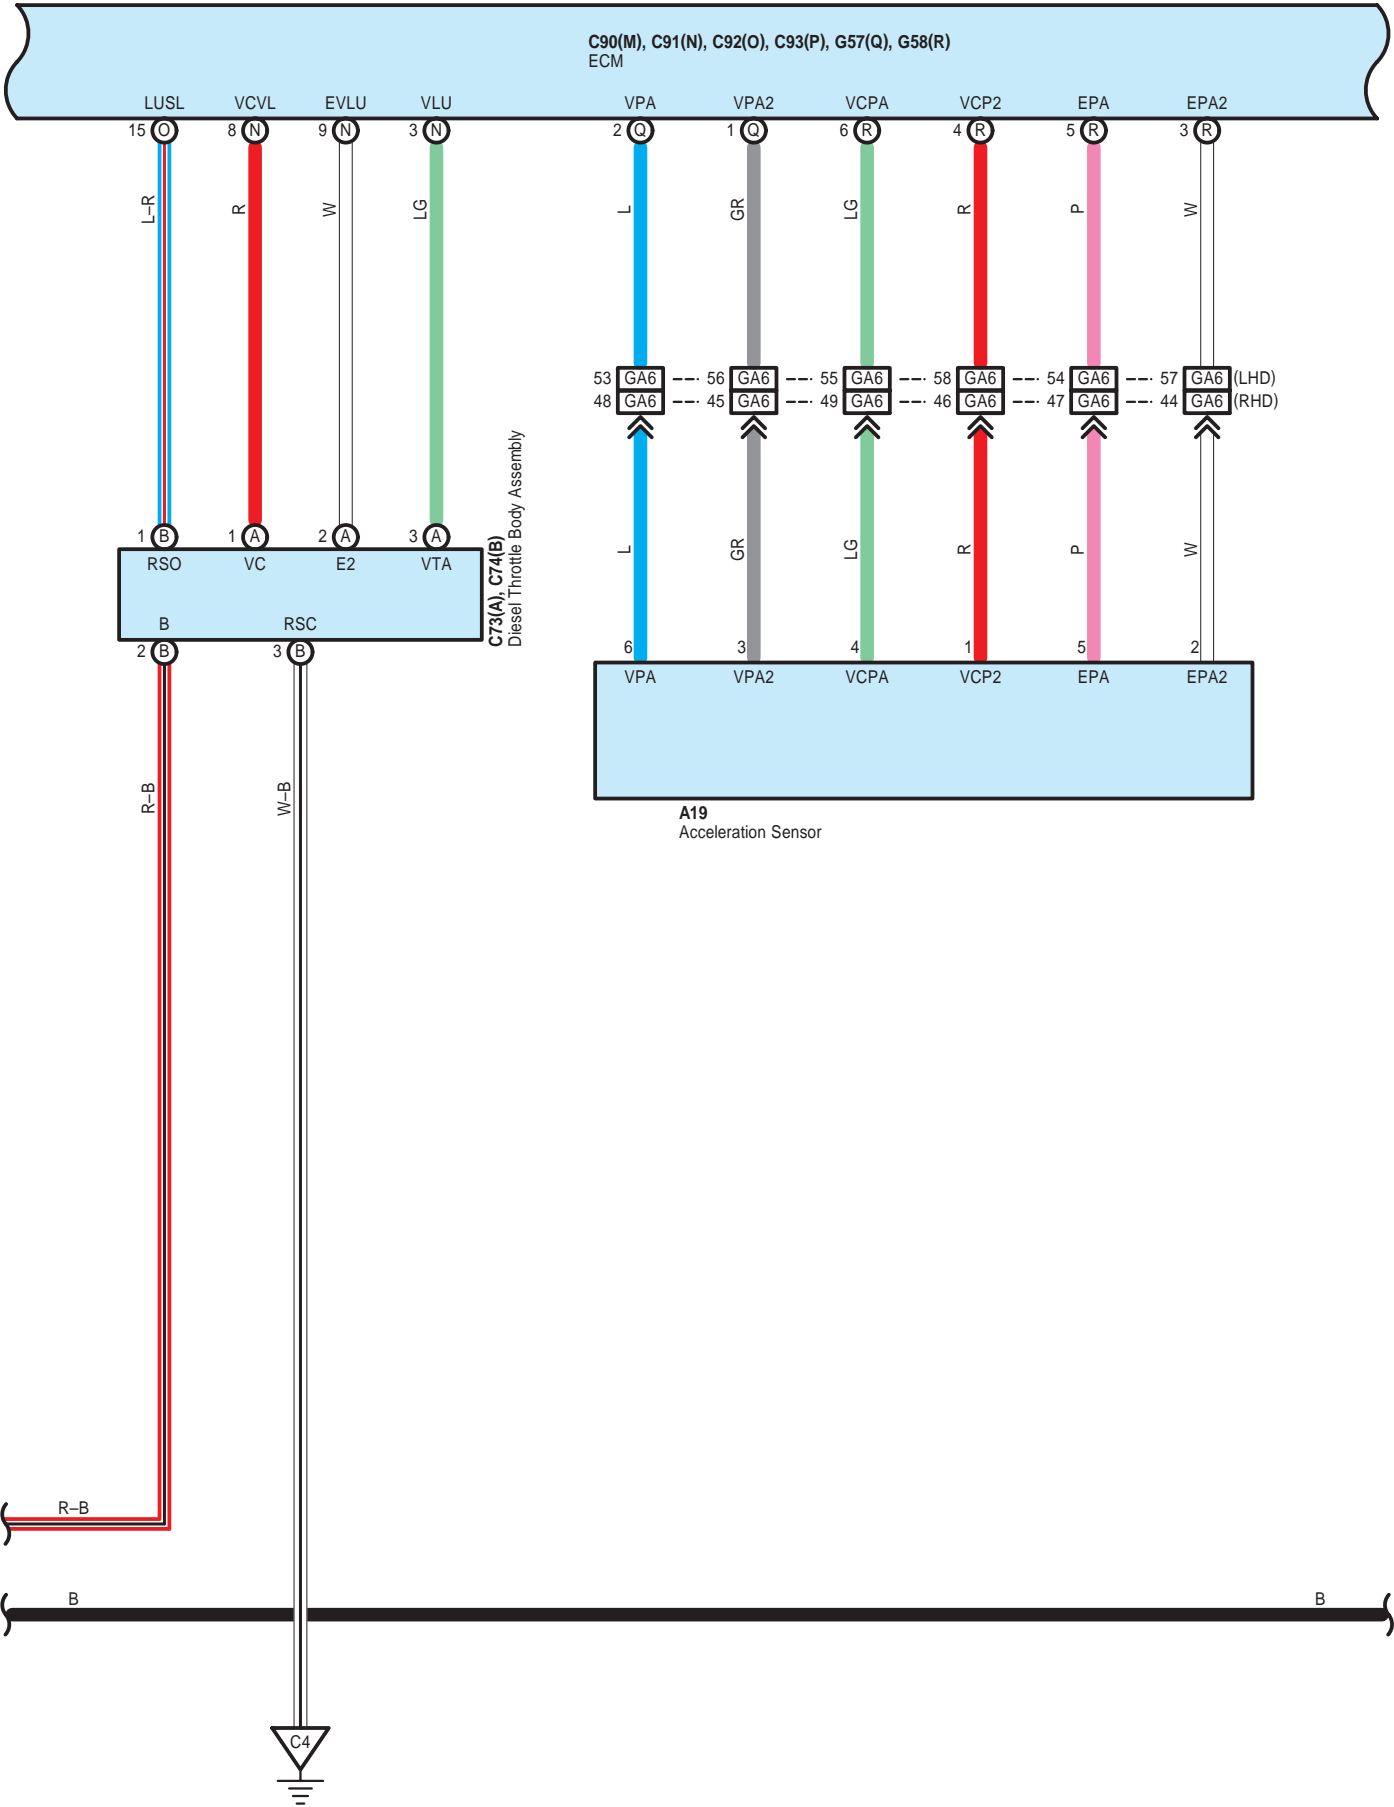 C90(M), C91(N), C92(O), C93(P), G57(Q), G58(R)
ECM
LUSL VCVL EVLU VLU VPA VPA2 VCPA VCP2 EPA EPA2
15 O 8 N 9 N 3 N 2 Q 1 Q 6 R 4 R 5 R 3 R
L–R R W LG L GR LG R P W
53 GA6 56 GA6 55 GA6 58 GA6 54 GA6 57 GA6 (LHD)
48 GA6 45 GA6 49 GA6 46 GA6 47 GA6 44 GA6 (RHD)
1 B 1 A 2 A 3 A
RSO VC E2 VTA
B RSC
2 B 3 B
C73(A), C74(B)
Diesel Throttle Body Assembly
L GR LG R P W
6 3 4 1 5 2
VPA VPA2 VCPA VCP2 EPA EPA2
A19
Acceleration Sensor
R–B W–B
R–B
B B
C4